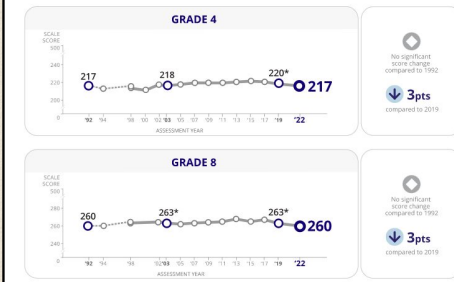 GRADE 4
SCALE
SCORE
500
240
220
200
0
217
218
220*
217
'92 '94 '98 '00 '02 '03 '05 '07 '09 '11 '13 '15 '17 '19 '22
ASSESSMENT YEAR
No significant
score change
compared to 1992
3pts
compared to 2019
GRADE 8
SCALE
SCORE
500
280
260
240
0
260
263*
263*
260
'92 '94 '98 '02 '03 '05 '07 '09 '11 '13 '15 '17 '19 '22
ASSESSMENT YEAR
No significant
score change
compared to 1992
3pts
compared to 2019